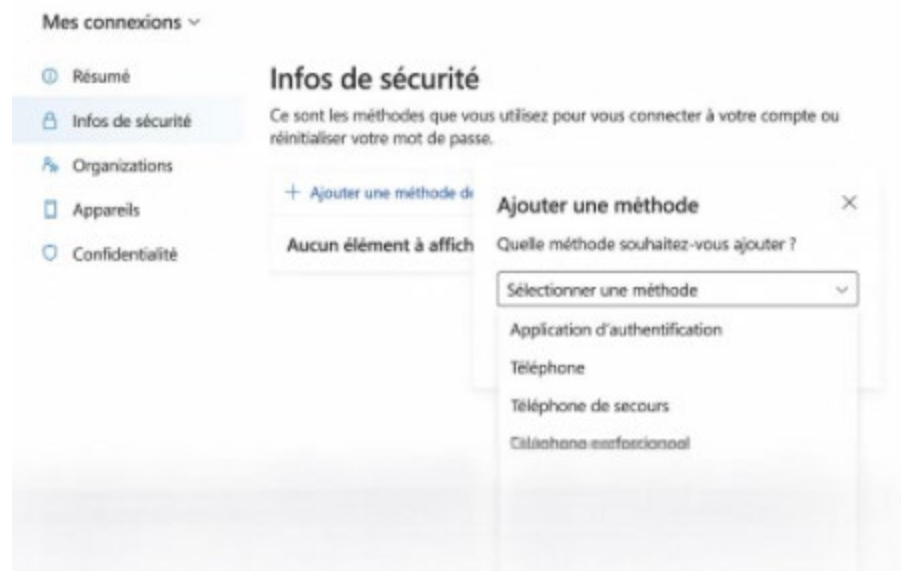 Mes connexions
Résumé
Infos de sécurité
Organizations
Appareils
Confidentialité
Infos de sécurité
Ce sont les méthodes que vous utilisez pour vous connecter à votre compte ou
réinitialiser votre mot de passe.
+ Ajouter une méthode de
Aucun élément à affich
Ajouter une méthode
Quelle méthode souhaitez-vous ajouter ?
Sélectionner une méthode
Application d'authentification
Téléphone
Téléphone de secours